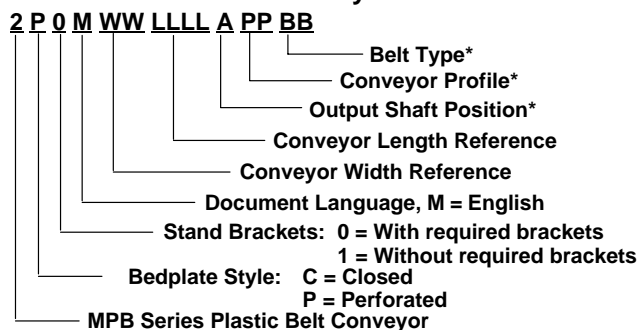 2 P 0 M WW LLLL A PP BB
Belt Type*
Conveyor Profile*
Output Shaft Position*
Conveyor Length Reference
Conveyor Width Reference
Document Language, M = English
Stand Brackets: 0 = With required brackets
1 = Without required brackets
Bedplate Style: C = Closed
P = Perforated
MPB Series Plastic Belt Conveyor